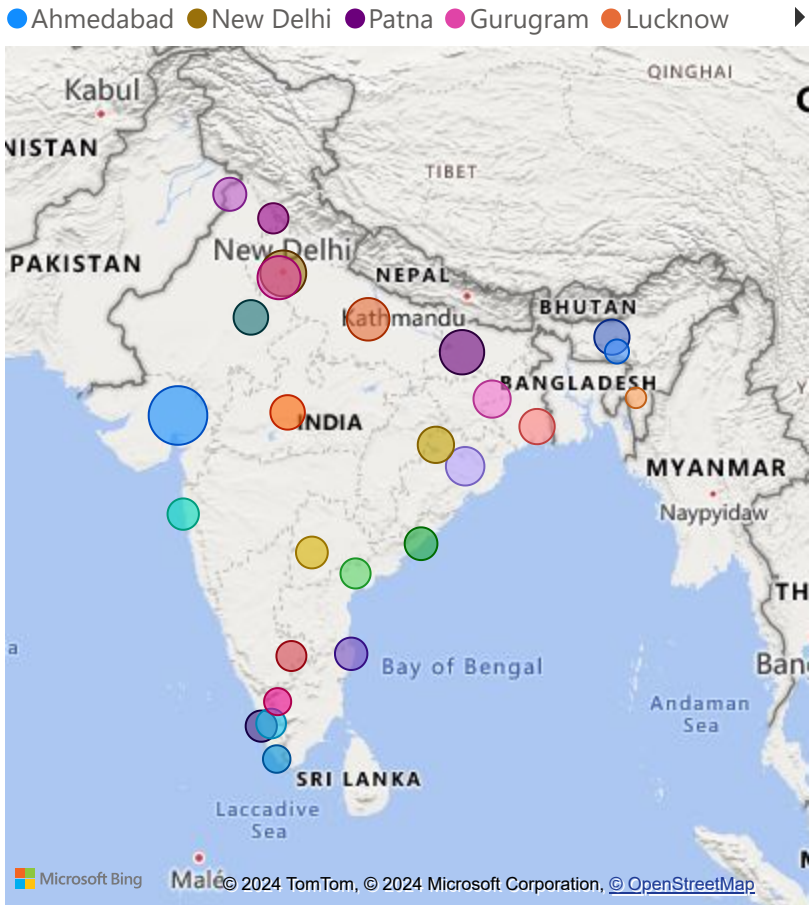 Ahmedabad New Delhi Patna Gurugram Lucknow
QINGHAI
Kabul
NISTAN
TIBET
New Delhi
PAKISTAN
NEPAL
BHUTAN
Kathmandu
BANGLADESH
INDIA
MYANMAR
Naypyidaw
TH
a
Bay of Bengal
Ban
Andaman
Sea
SRI LANKA
Laccadive
Sea
Microsoft Bing
Malé
© 2024 TomTom, © 2024 Microsoft Corporation, © OpenStreetMap